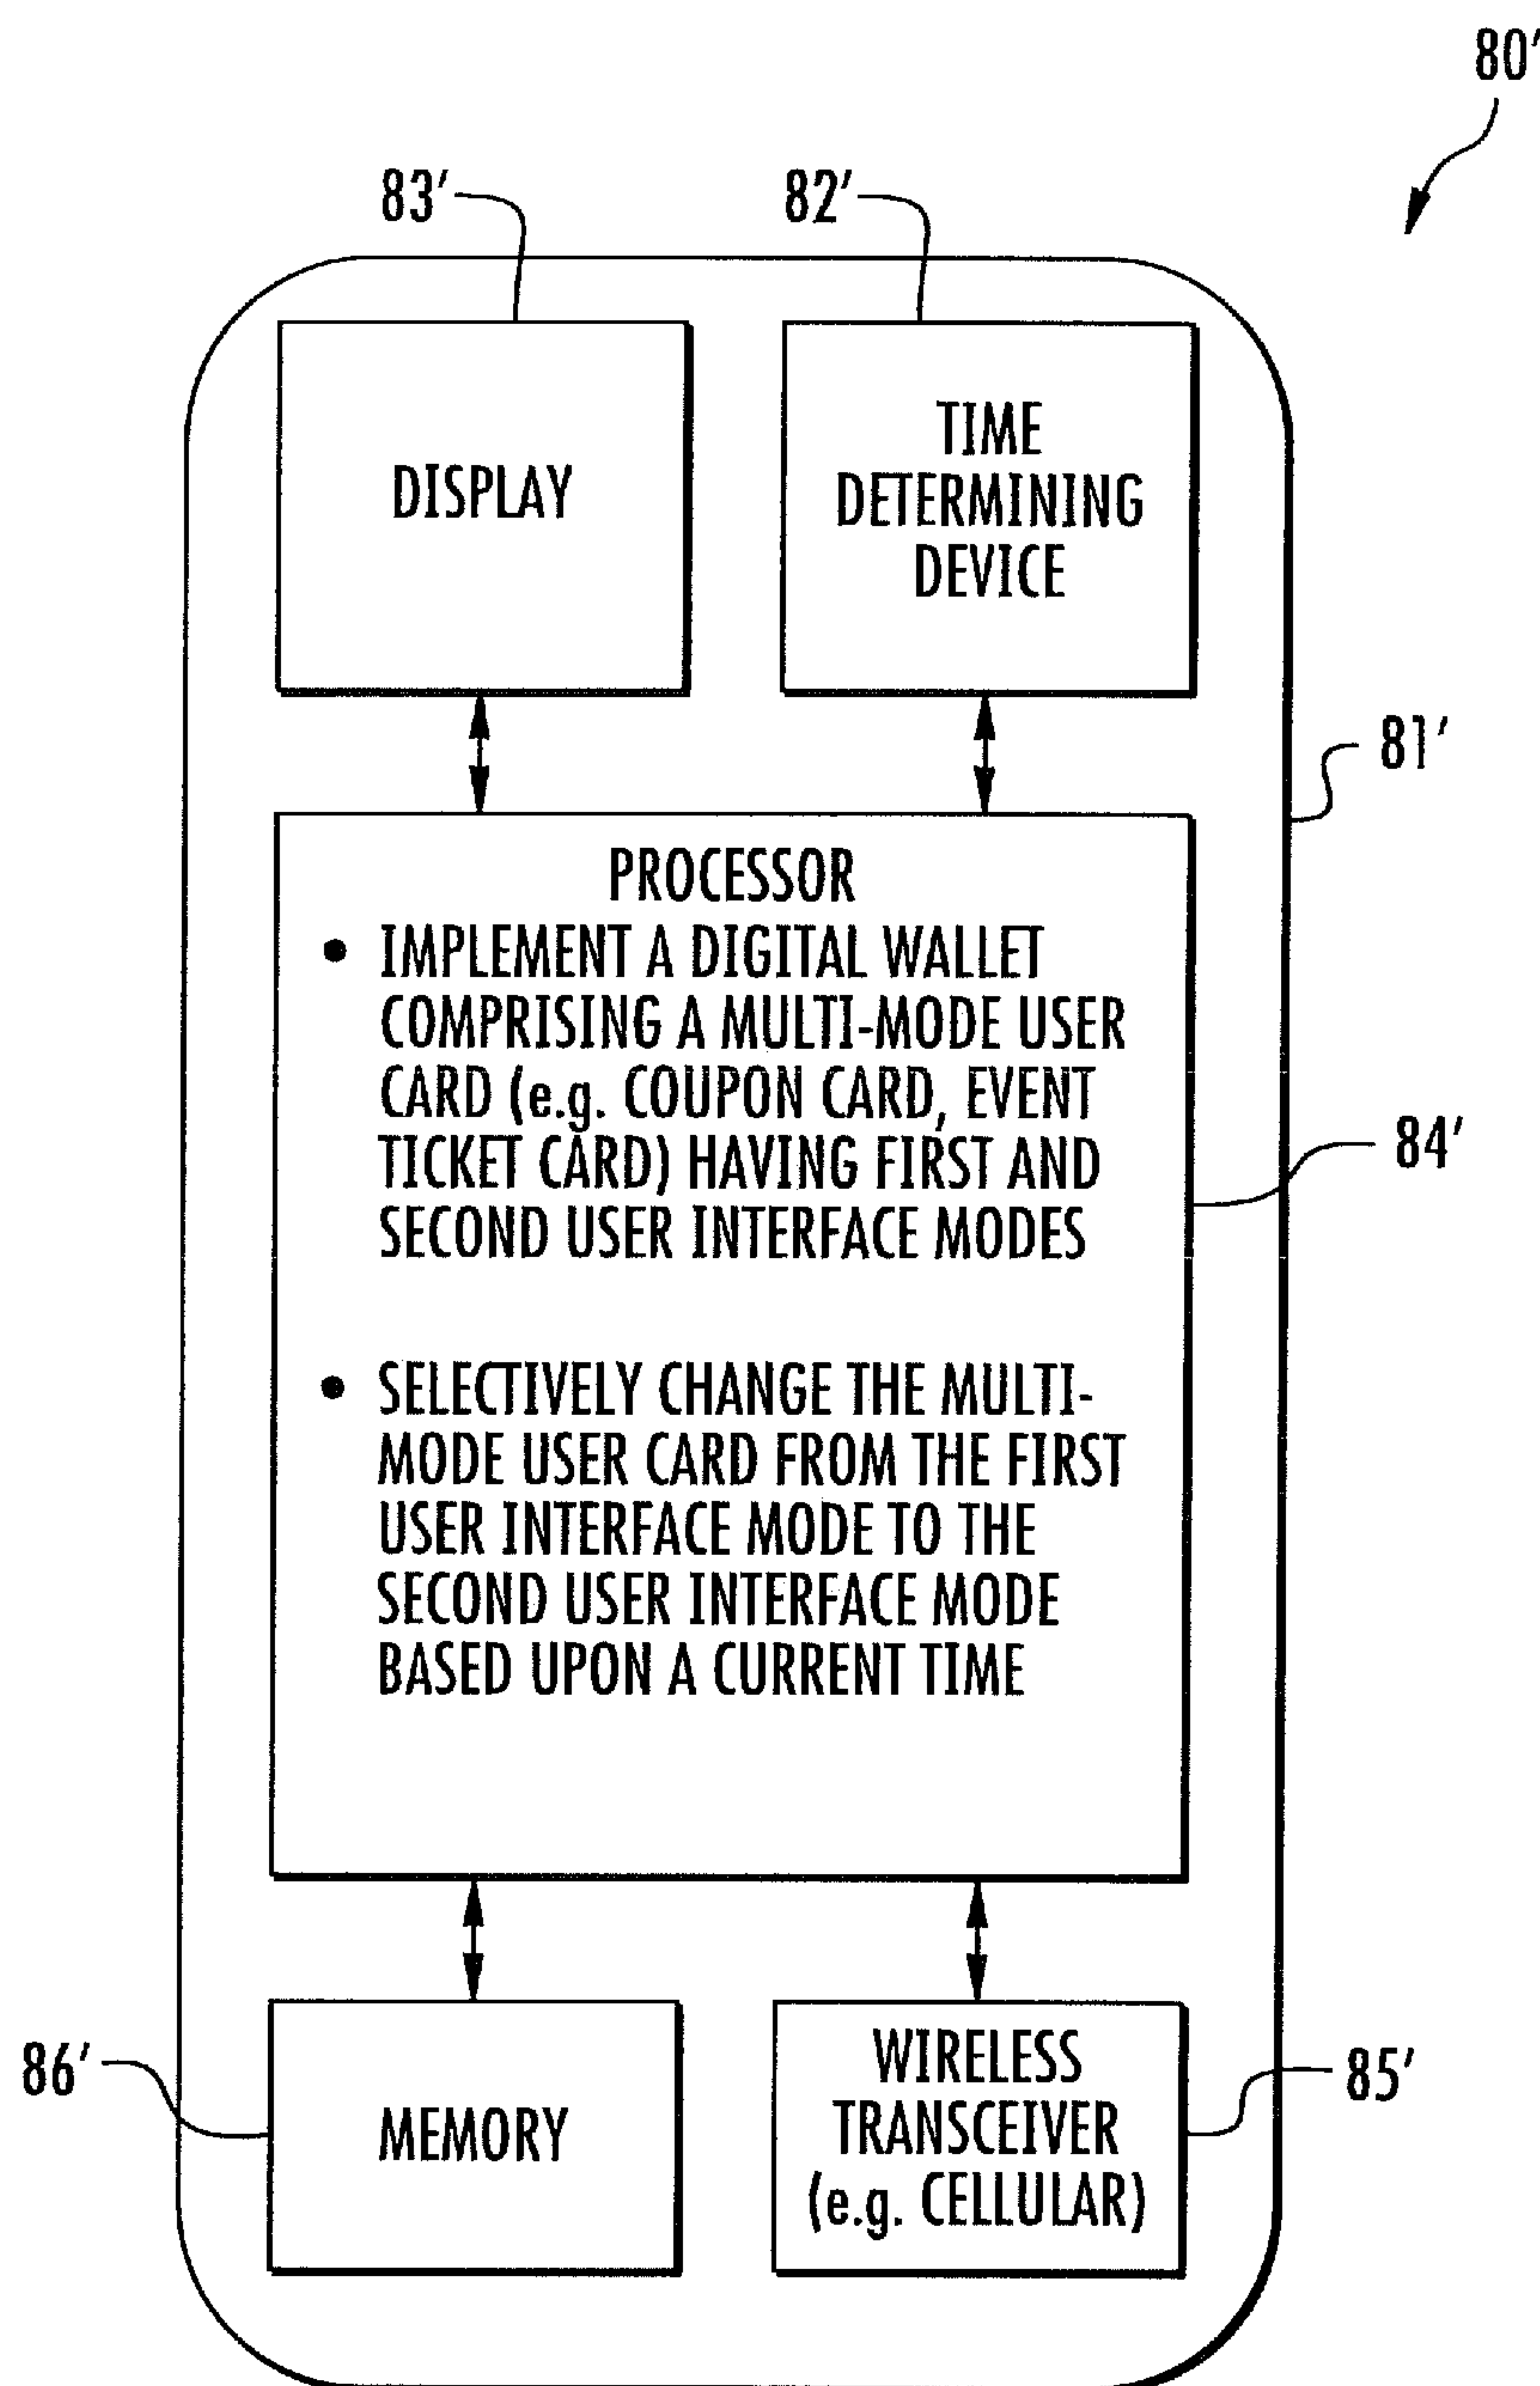 80'
83'
82'
DISPLAY
TIME
DETERMINING
DEVICE
81'
PROCESSOR
• IMPLEMENT A DIGITAL WALLET
COMPRISING A MULTI-MODE USER
CARD (e.g. COUPON CARD, EVENT
TICKET CARD) HAVING FIRST AND
SECOND USER INTERFACE MODES
84'
• SELECTIVELY CHANGE THE MULTI-
MODE USER CARD FROM THE FIRST
USER INTERFACE MODE TO THE
SECOND USER INTERFACE MODE
BASED UPON A CURRENT TIME
86'
MEMORY
WIRELESS
TRANSCEIVER
(e.g. CELLULAR)
85'